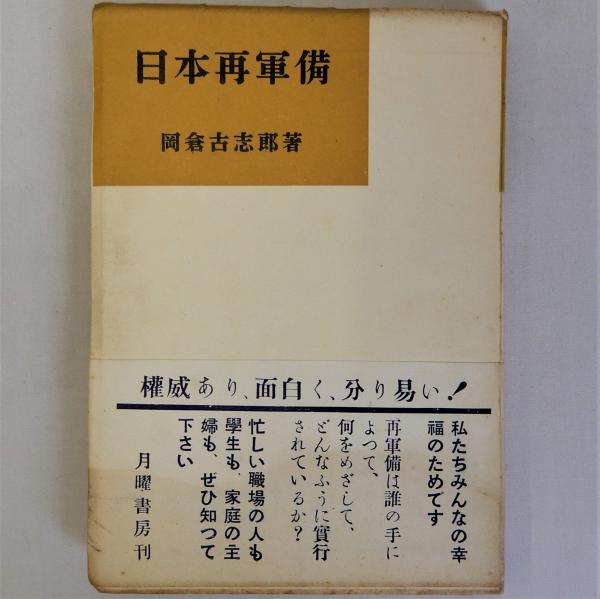 日本再軍備
岡倉古志郎著
權威あり、面白く、分り易い!
私たちみんなの幸
福のためです
再軍備は誰の手に
よつて、
何をめざして、
どんなふうに實行
されているか?
忙しい職場の人も
學生も、家庭の主
婦も、ぜひ知つて
下さい
月曜書房刊